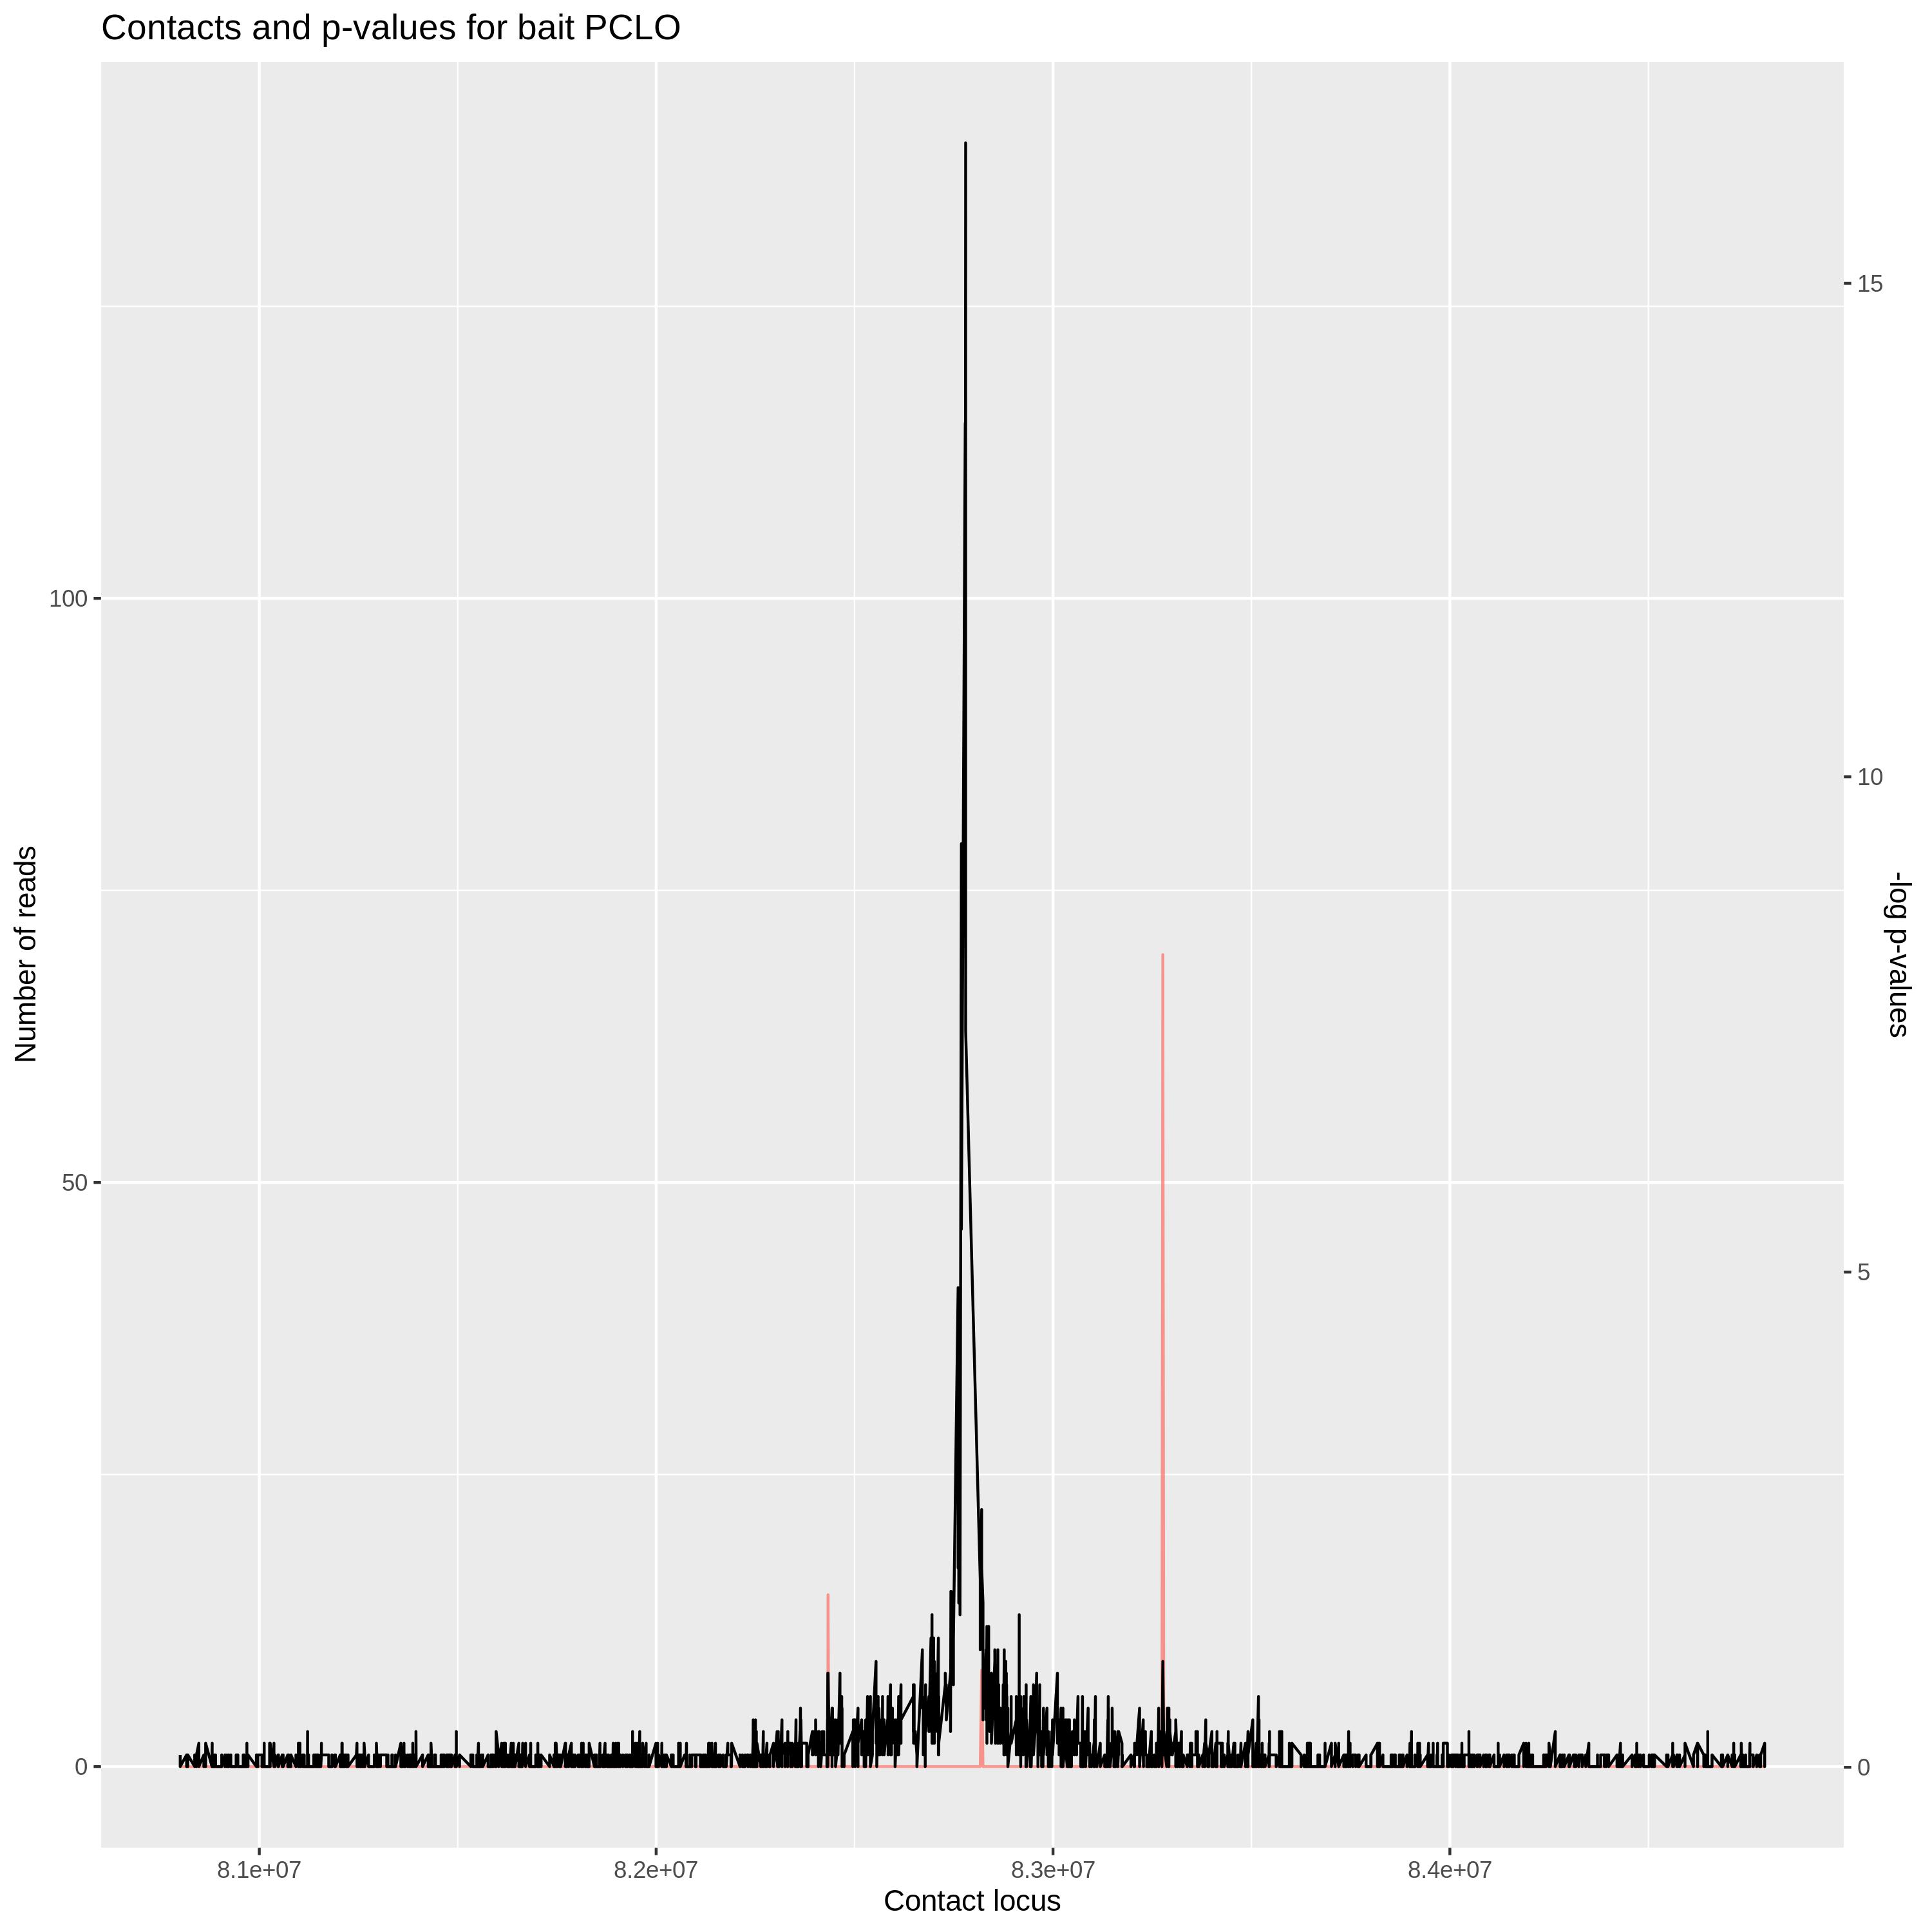 Contacts and p-values for bait PCLO
15
100
10
Number of reads
-log p-values
50
5
0
0
8.1e+07
8.2e+07
8.3e+07
8.4e+07
Contact locus